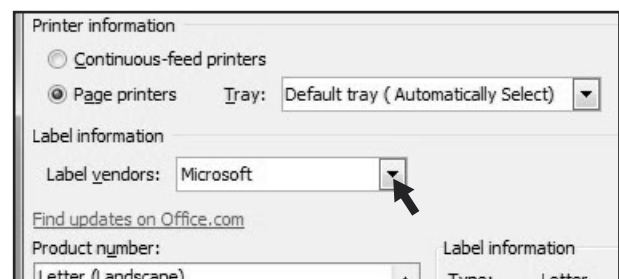 Printer information
Continuous-feed printers
Page printers Tray: Default tray ( Automatically Select)
Label information
Label vendors: Microsoft
Find updates on Office.com
Product number: Label information
Letter (Landscape) Type: Letter